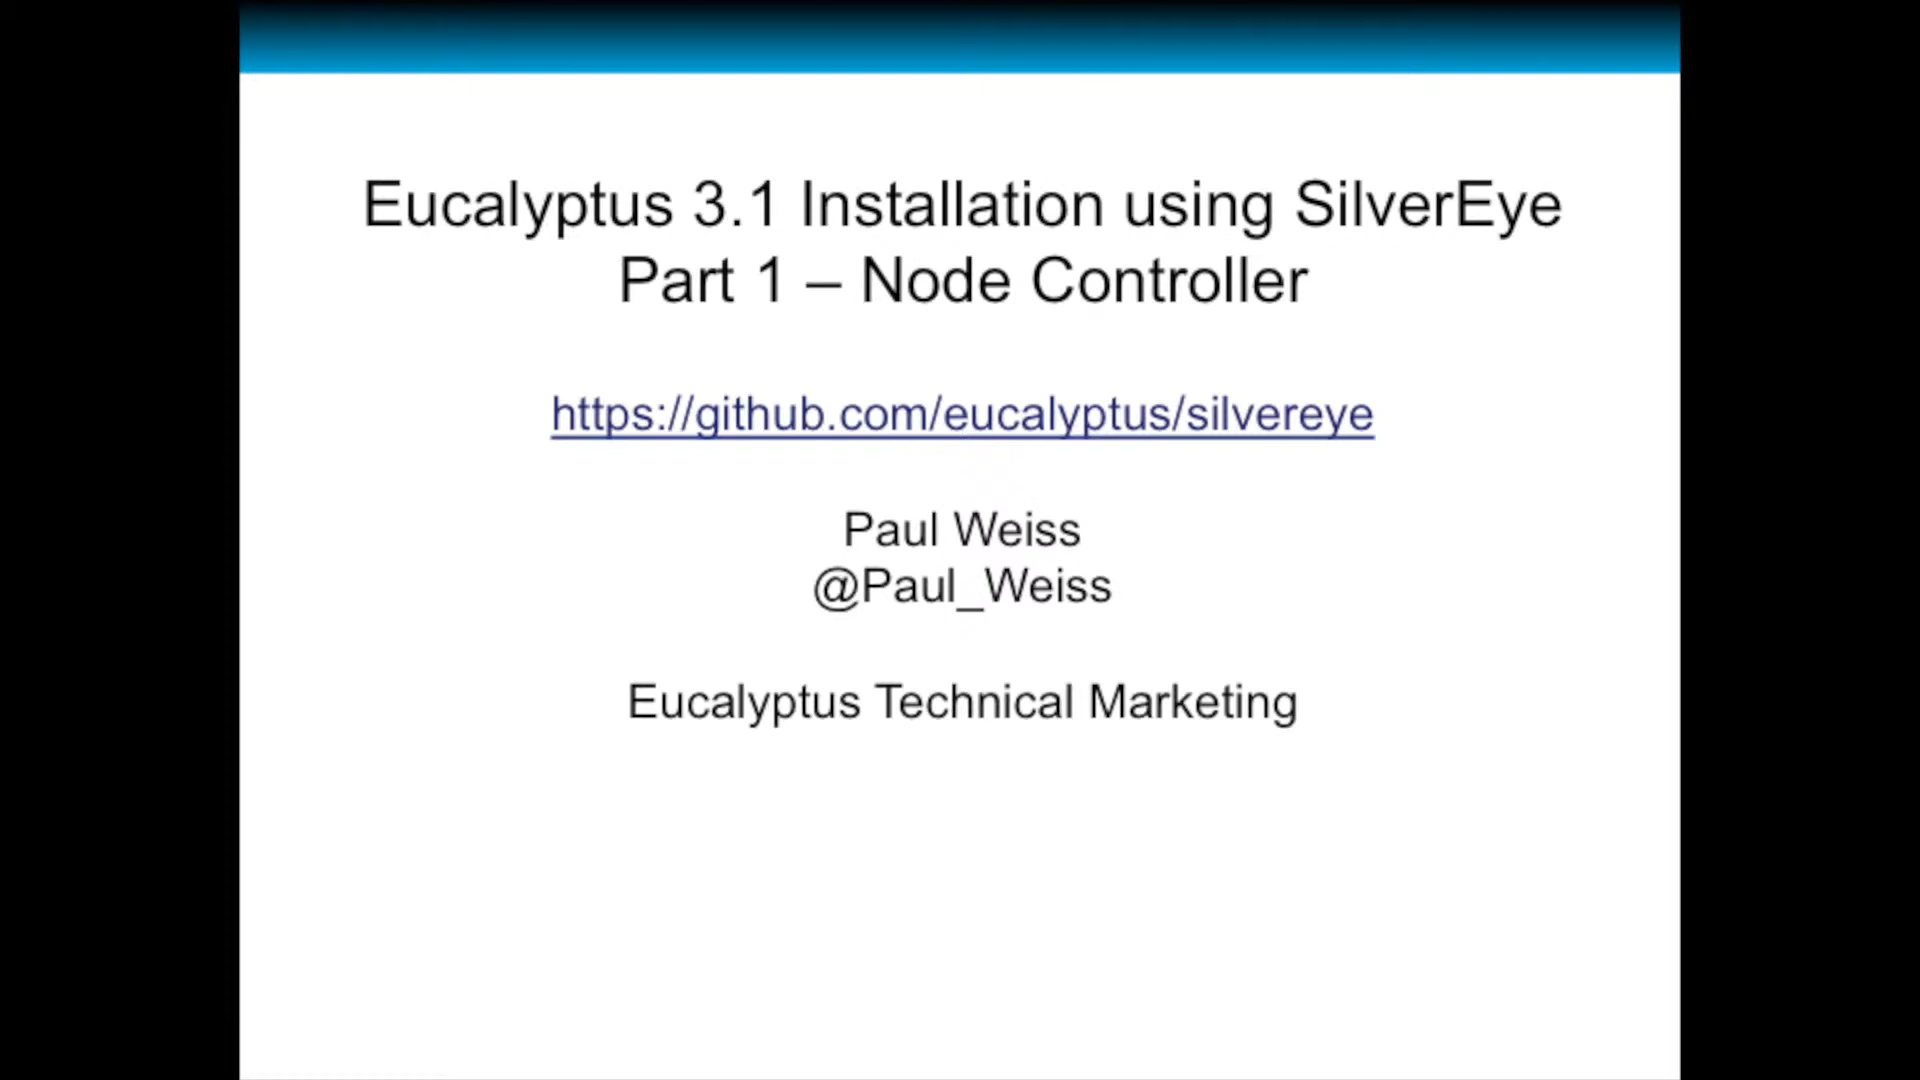 Eucalyptus 3.1 Installation using SilverEye
Part 1 – Node Controller
https://github.com/eucalyptus/silvereye
Paul Weiss
@Paul_Weiss
Eucalyptus Technical Marketing